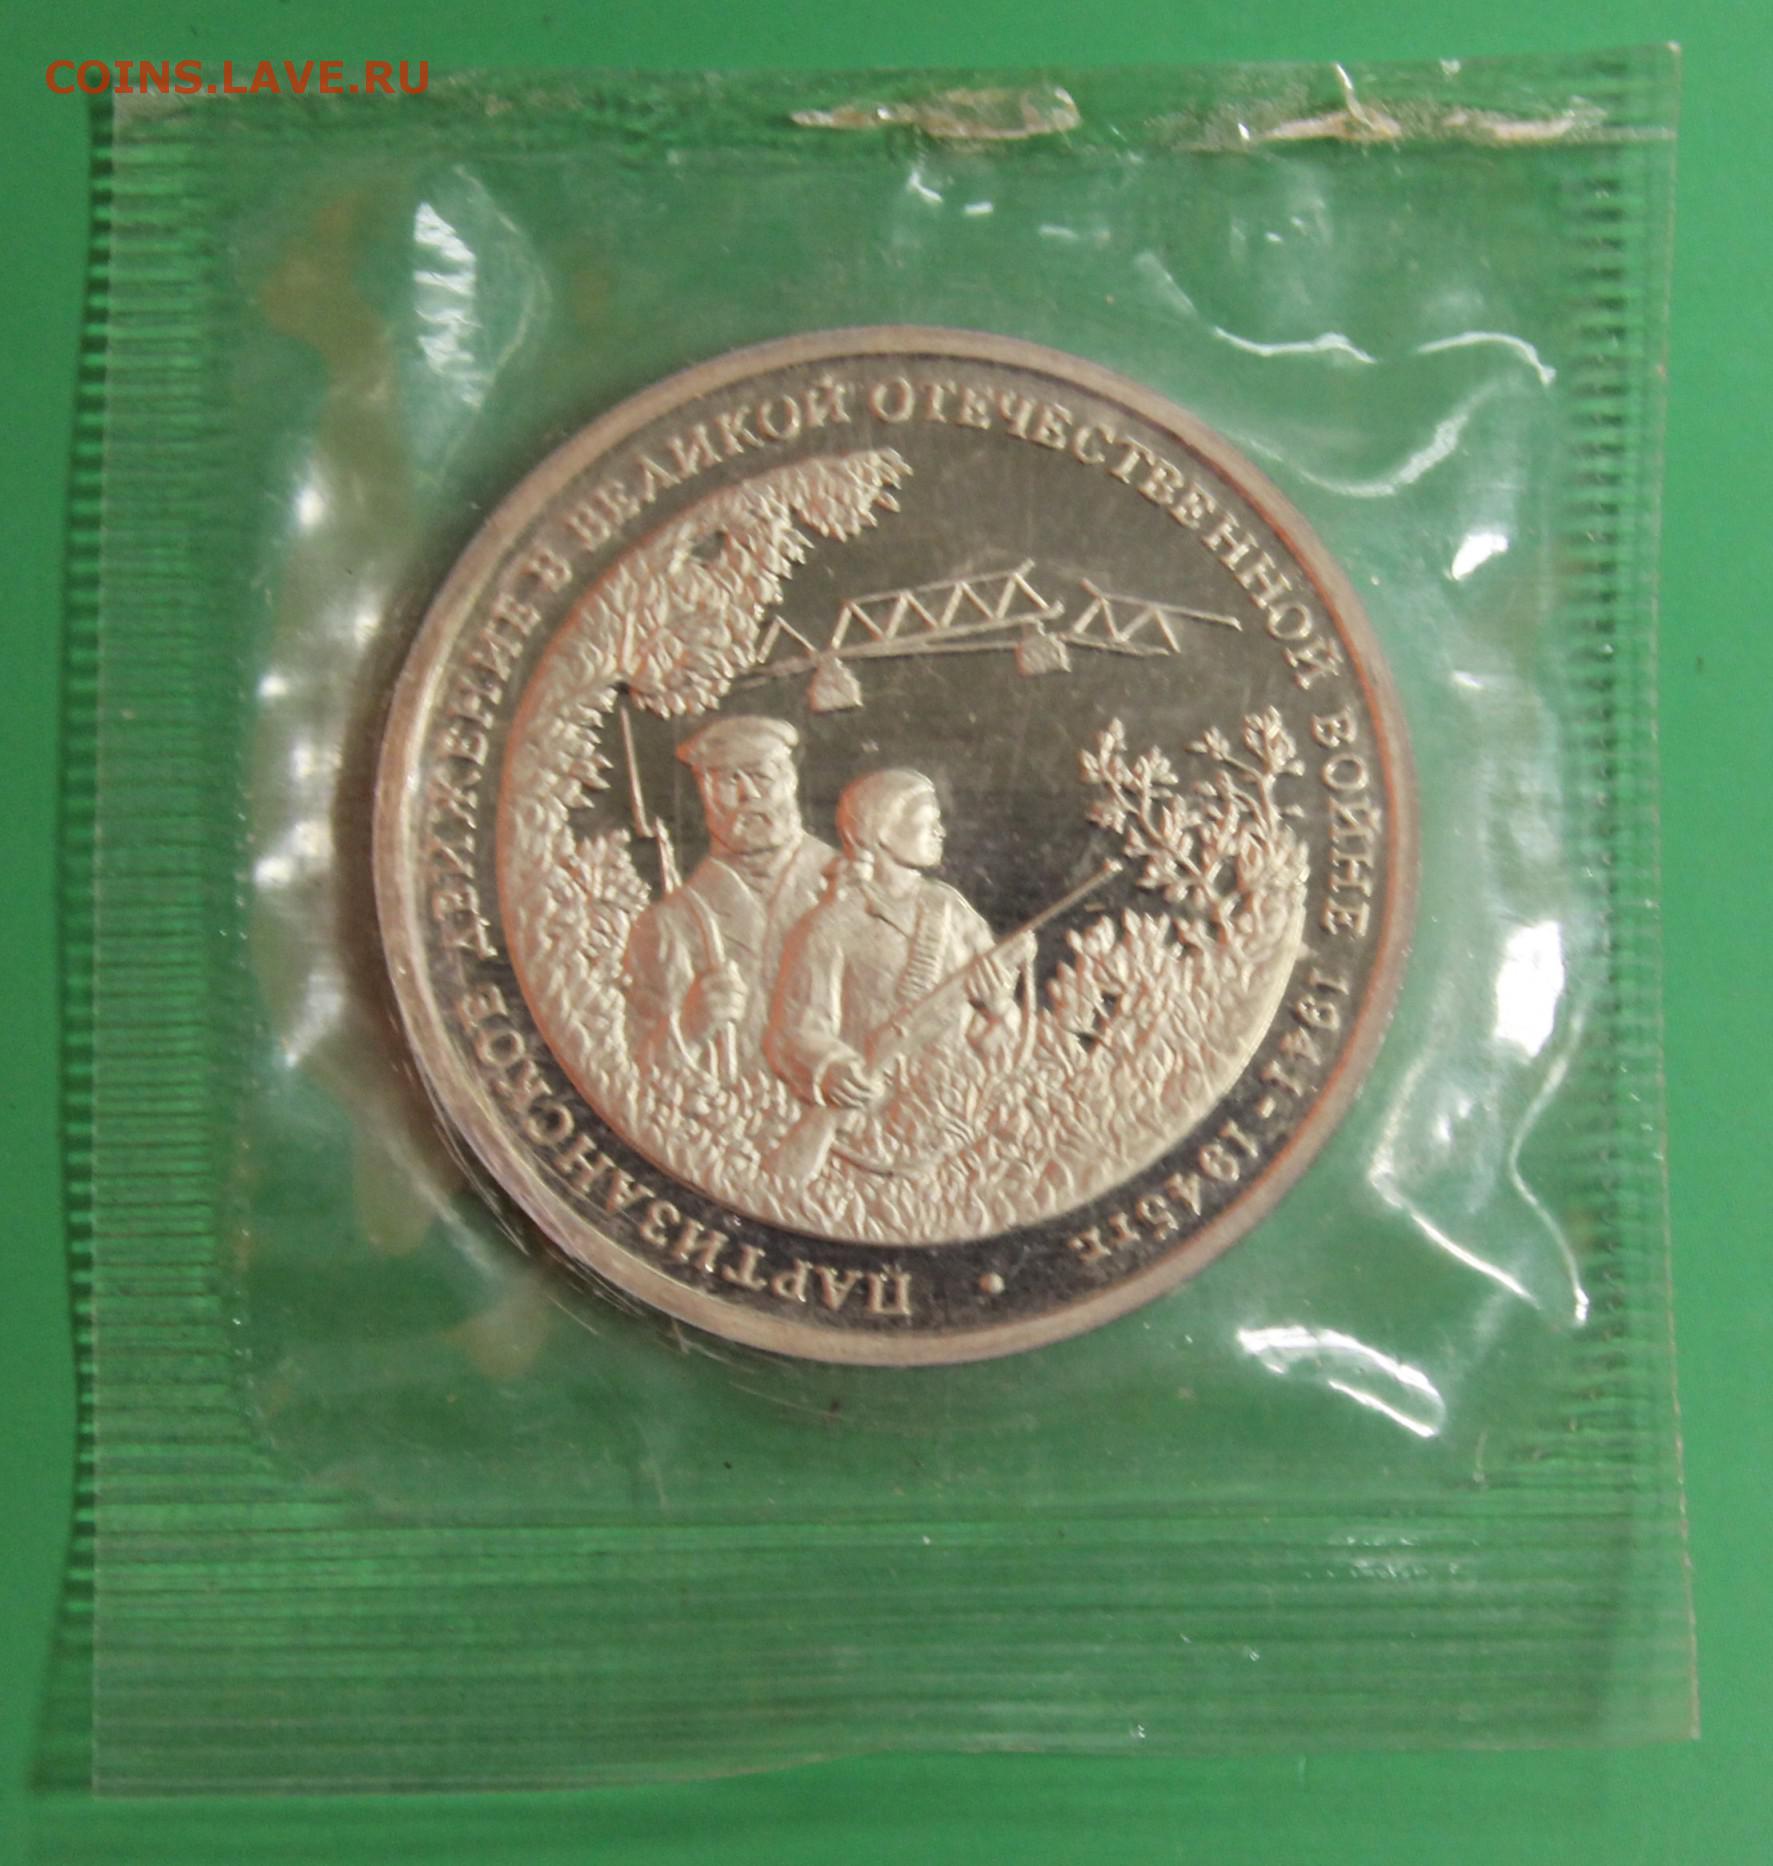 COINS.LAVE.RU
ПАРТИЗАНСКОЕ ДВИЖЕНИЕ В ВЕЛИКОЙ ОТЕЧЕСТВЕННОЙ ВОЙНЕ 1941-1945гг. •